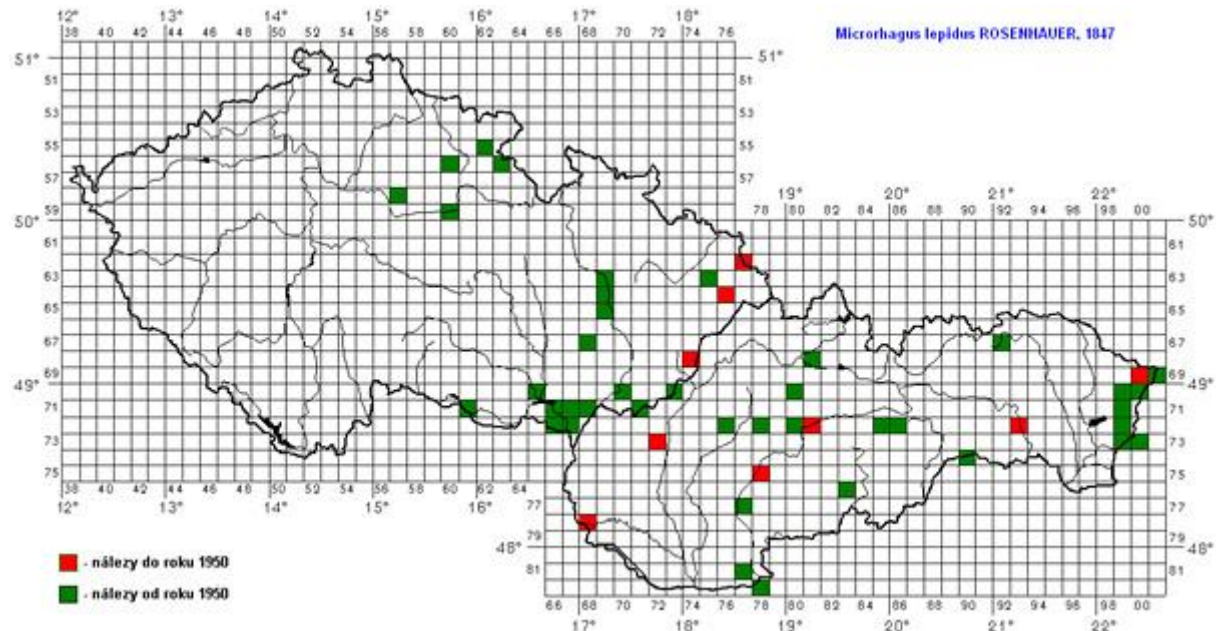 12° 13° 14° 15° 16° 17° 18°
38 40 42 44 46 48 50 52 54 56 58 60 62 64 66 68 70 72 74 76
Microrhagus lepidus ROSENHAUER, 1847
51° 51°
51 51
53 53
55 55
57 57
19° 20° 21° 22°
59 78 80 82 84 86 88 90 92 94 96 98 00
50° 50°
61 61
63 63
65 65
67 67
69 69
49° 49°
71 71
73 73
75 75
38 40 42 44 46 48 50 52 54 56 58 60 62 64
12° 13° 14° 15° 16°
77 77
79 79
48° 48°
81 81
- nálezy do roku 1950
- nálezy od roku 1950
66 68 70 72 74 76 78 80 82 84 86 88 90 92 94 96 98 00
17° 18° 19° 20° 21° 22°